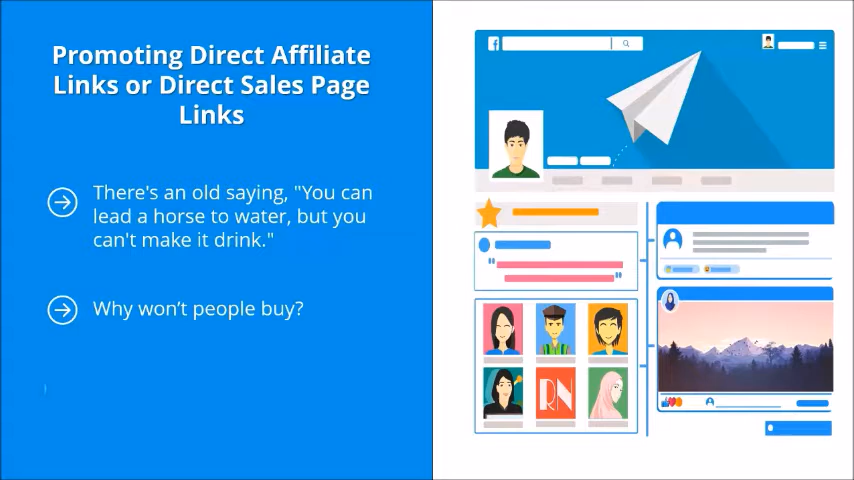 Promoting Direct Affiliate
Links or Direct Sales Page
Links
There's an old saying, "You can
lead a horse to water, but you
can't make it drink."
Why won't people buy?
f
"
"
RN